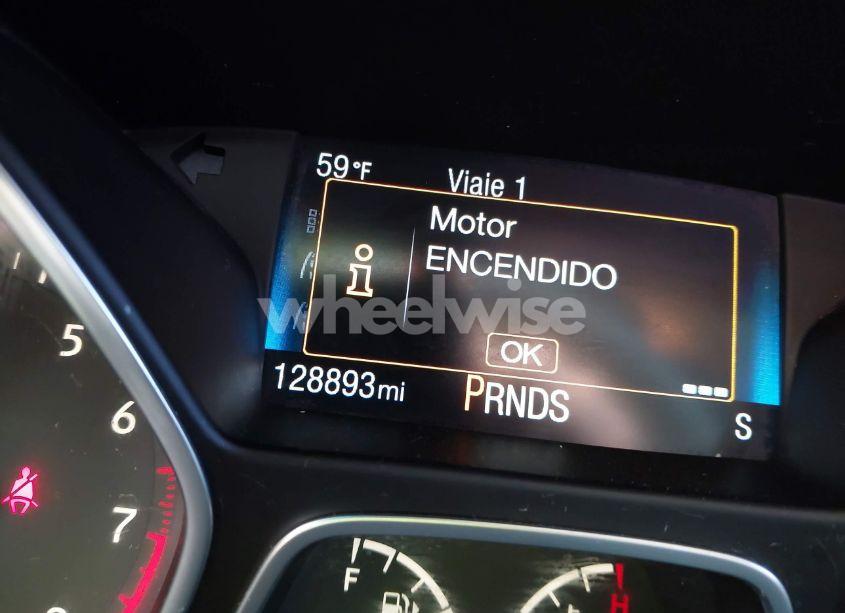 59°F
Viaje 1
Motor
ENCENDIDO
wheelwise
OK
128893mi
PRNDS
S
5
6
7
F
H